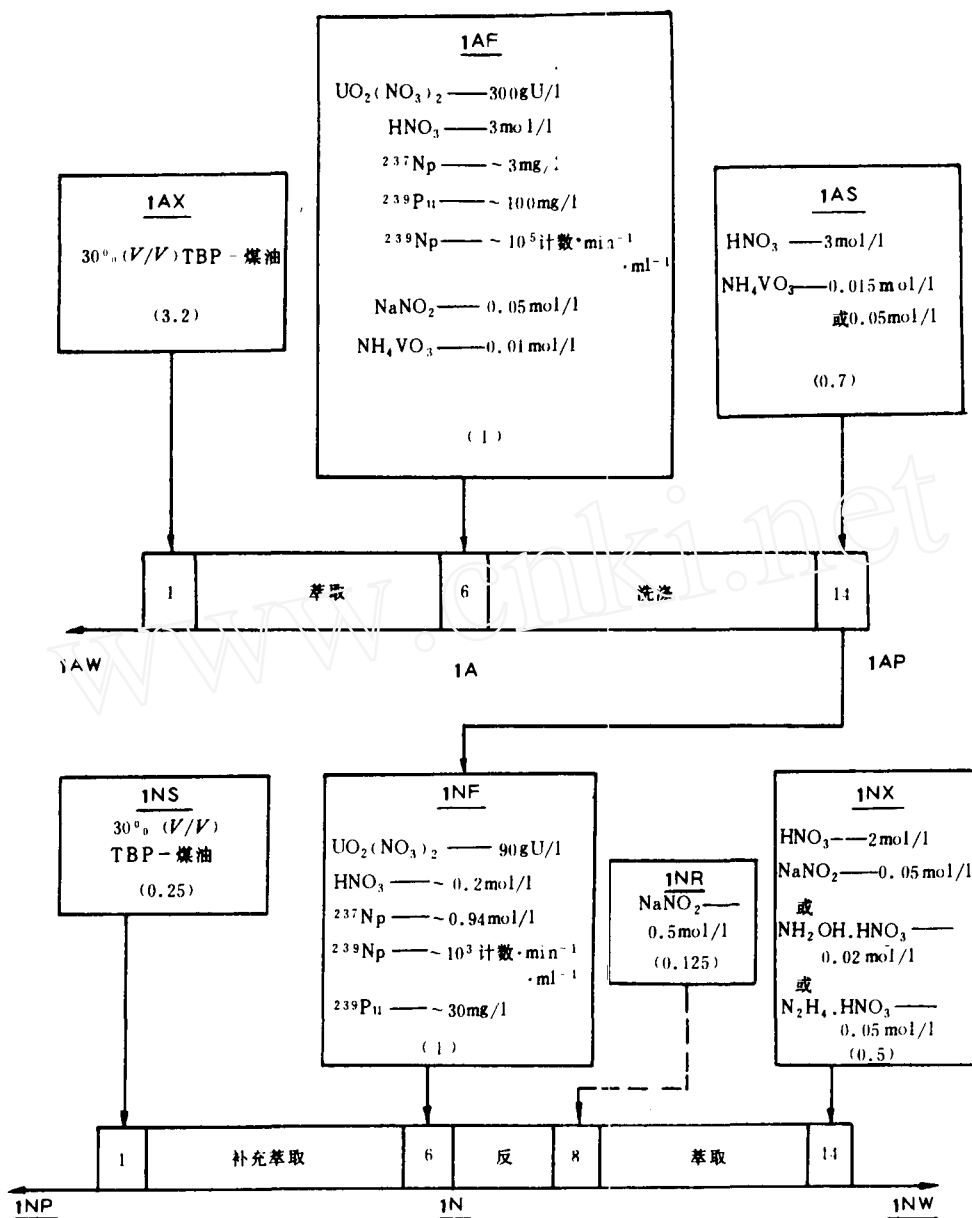 1AF
UO₂(NO₃)₂——300gU/l
HNO₃——3mol/l
²³⁷Np——~3mg/l
²³⁹Pu——~100mg/l
²³⁹Np——~10⁵计数·min⁻¹
·ml⁻¹
NaNO₂——0.05mol/l
NH₄VO₃——0.01mol/l
(1)
1AX
30%(V/V)TBP-煤油
(3.2)
1AS
HNO₃——3mol/l
NH₄VO₃——0.015mol/l
或0.05mol/l
(0.7)
1 萃取 6 洗涤 14
1AW 1A 1AP
www.cnki.net
1NS
30% (V/V)
TBP-煤油
(0.25)
1NF
UO₂(NO₃)₂——90gU/l
HNO₃——~0.2mol/l
²³⁷Np——~0.94mol/l
²³⁹Np——~10³计数·min⁻¹
·ml⁻¹
²³⁹Pu——~30mg/l
(1)
1NR
NaNO₂——
0.5mol/l
(0.125)
1NX
HNO₃——2mol/l
NaNO₂——0.05mol/l
或
NH₂OH.HNO₃——
0.02mol/l
或
N₂H₄.HNO₃——
0.05mol/l
(0.5)
1 补充萃取 6 反 8 萃取 14
1NP 1N 1NW